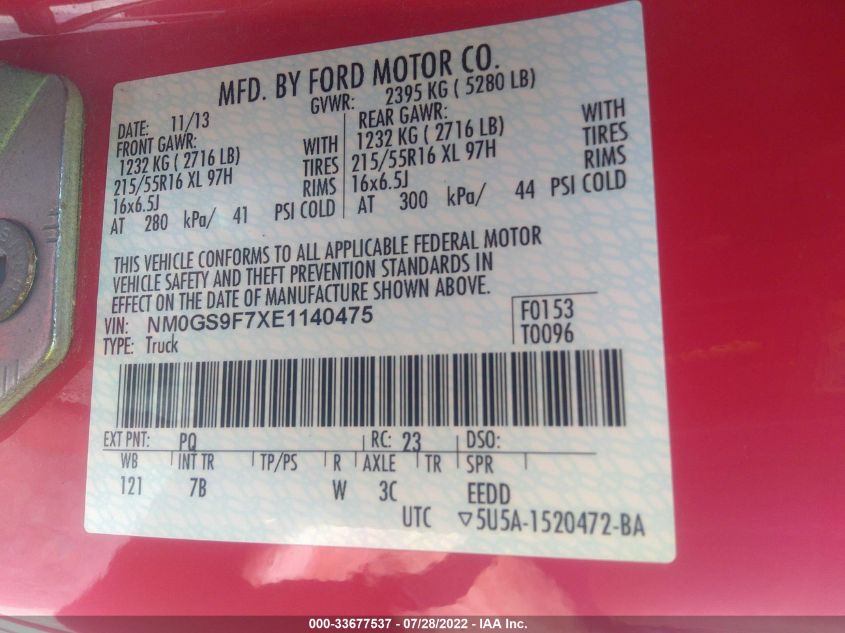 MFD. BY FORD MOTOR CO.
DATE: 11/13 GVWR: 2395 KG ( 5280 LB)
FRONT GAWR: REAR GAWR:
1232 KG ( 2716 LB) WITH 1232 KG ( 2716 LB) WITH
215/55R16 XL 97H TIRES 215/55R16 XL 97H TIRES
16x6.5J RIMS 16x6.5J RIMS
AT 280 kPa/ 41 PSI COLD AT 300 kPa/ 44 PSI COLD
THIS VEHICLE CONFORMS TO ALL APPLICABLE FEDERAL MOTOR
VEHICLE SAFETY AND THEFT PREVENTION STANDARDS IN
EFFECT ON THE DATE OF MANUFACTURE SHOWN ABOVE.
VIN: NM0GS9F7XE1140475 F0153
TYPE: Truck T0096
EXT PNT: PQ RC: 23 DSO:
WB INT TR TP/PS R AXLE TR SPR
121 7B W 3C EEDD
UTC ▽5U5A-1520472-BA
000-33677537 - 07/28/2022 - IAA Inc.